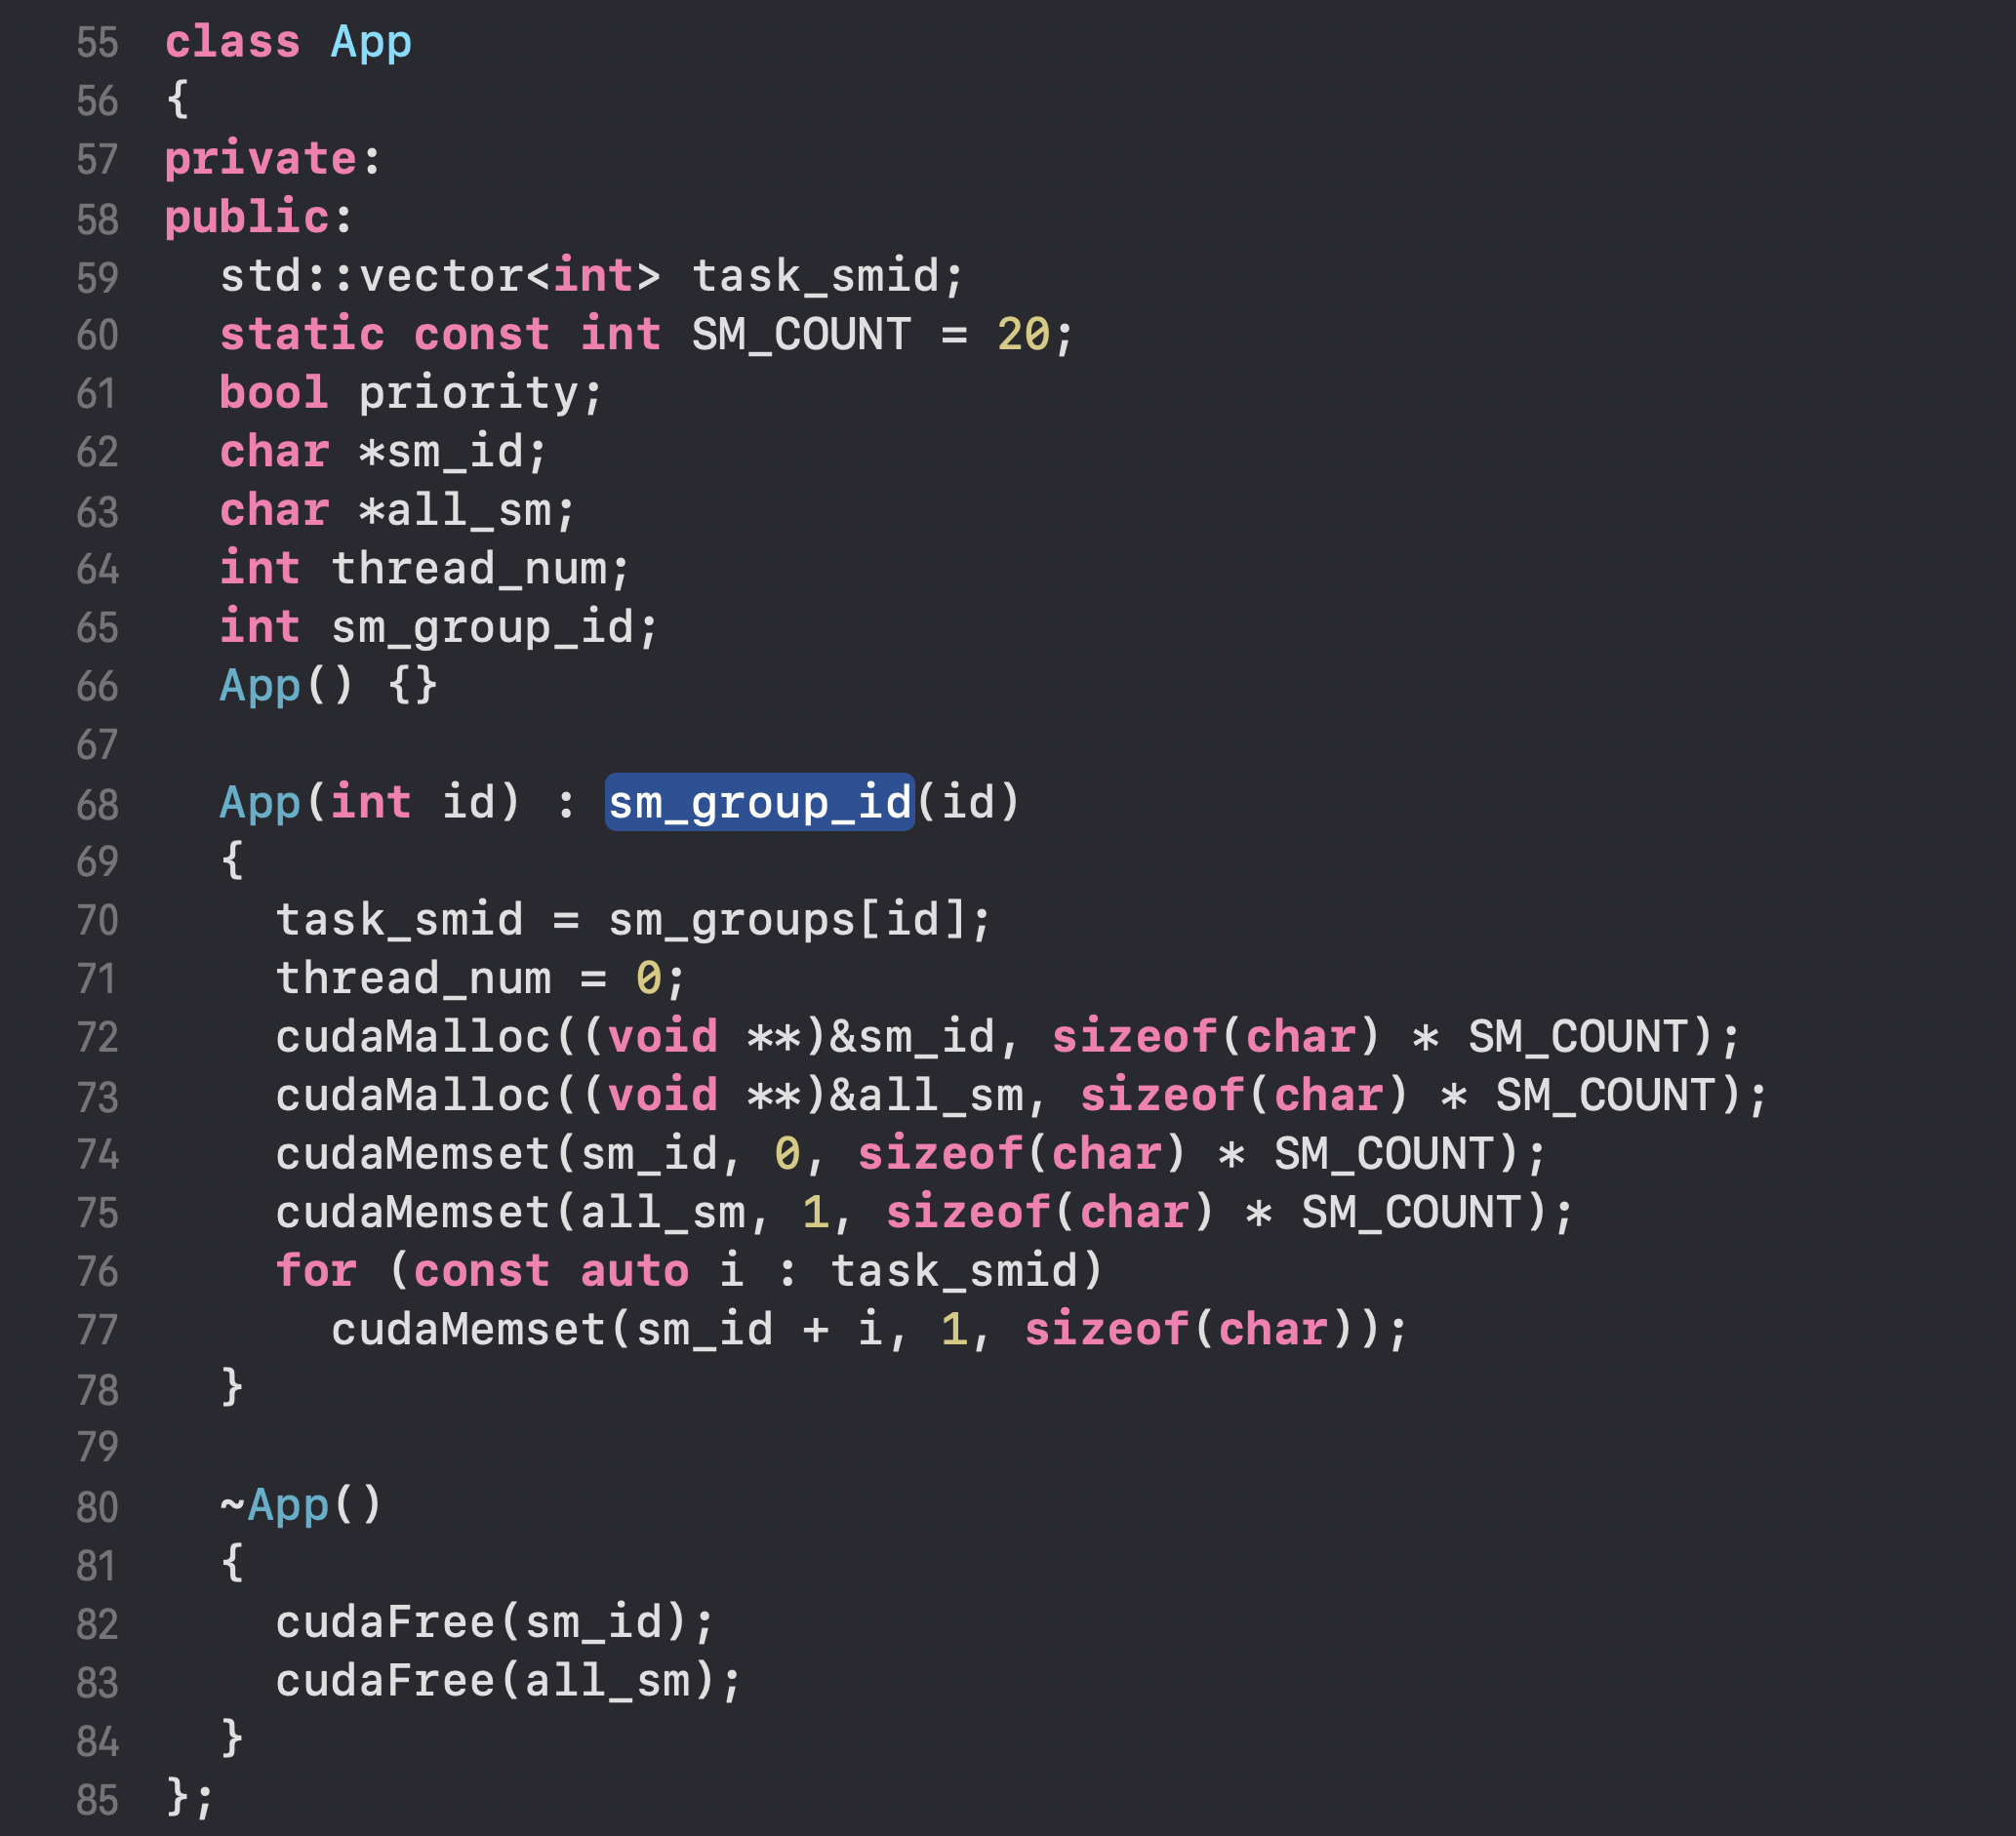 55 class App
56 {
57 private:
58 public:
59   std::vector<int> task_smid;
60   static const int SM_COUNT = 20;
61   bool priority;
62   char *sm_id;
63   char *all_sm;
64   int thread_num;
65   int sm_group_id;
66   App() {}
67
68   App(int id) : sm_group_id(id)
69   {
70     task_smid = sm_groups[id];
71     thread_num = 0;
72     cudaMalloc((void **)&sm_id, sizeof(char) * SM_COUNT);
73     cudaMalloc((void **)&all_sm, sizeof(char) * SM_COUNT);
74     cudaMemset(sm_id, 0, sizeof(char) * SM_COUNT);
75     cudaMemset(all_sm, 1, sizeof(char) * SM_COUNT);
76     for (const auto i : task_smid)
77       cudaMemset(sm_id + i, 1, sizeof(char));
78   }
79
80   ~App()
81   {
82     cudaFree(sm_id);
83     cudaFree(all_sm);
84   }
85 };